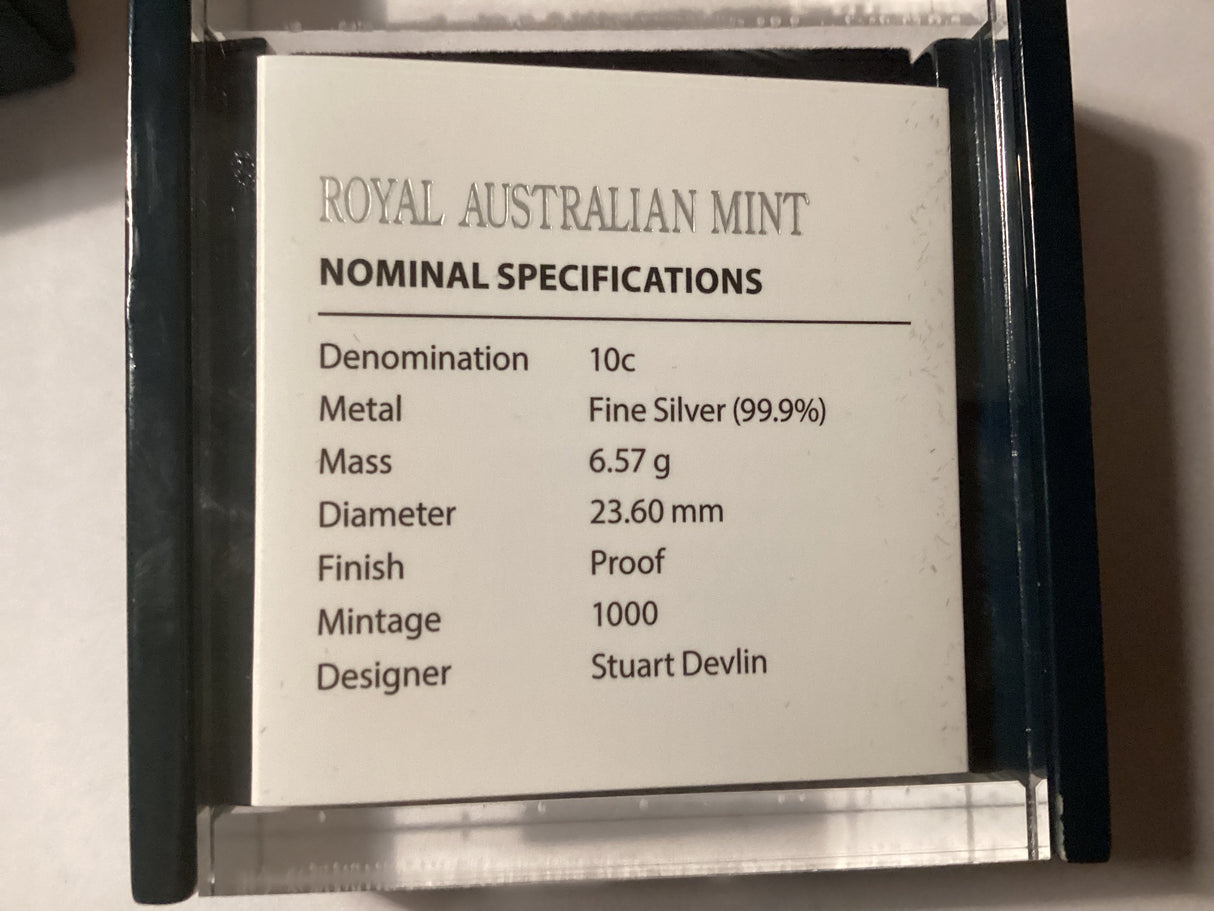 ROYAL AUSTRALIAN MINT
NOMINAL SPECIFICATIONS
Denomination 10c
Metal Fine Silver (99.9%)
Mass 6.57 g
Diameter 23.60 mm
Finish Proof
Mintage 1000
Designer Stuart Devlin